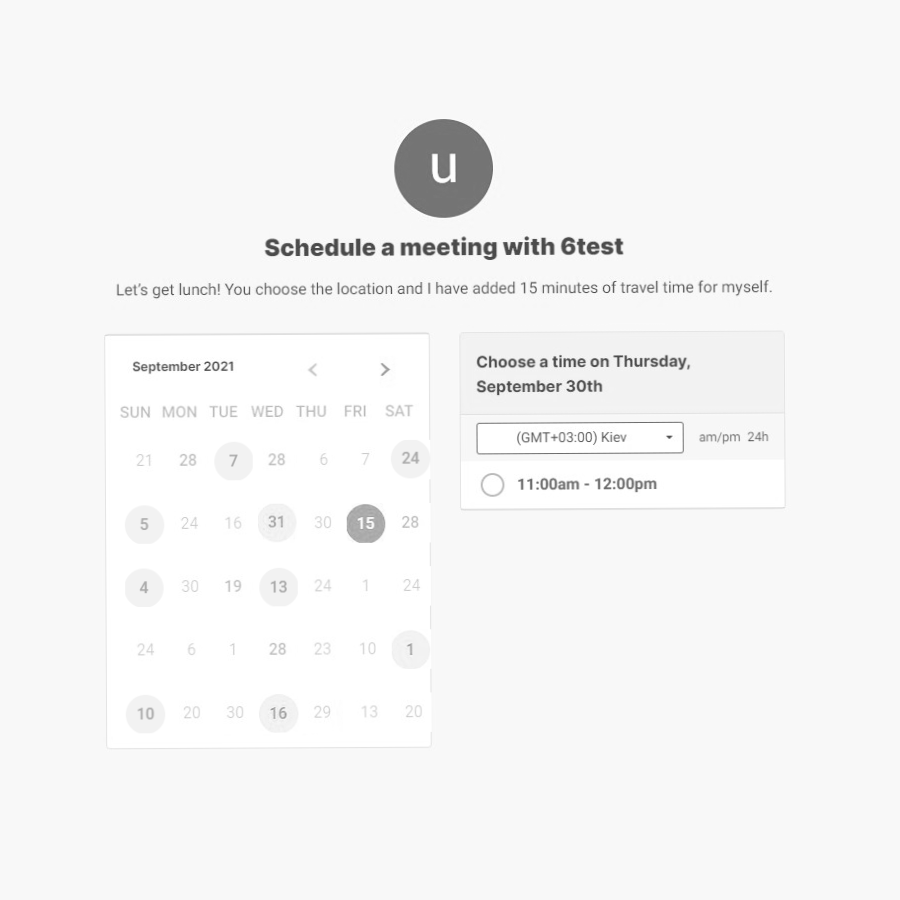 u
Schedule a meeting with 6test
Let's get lunch! You choose the location and I have added 15 minutes of travel time for myself.
September 2021
SUN MON TUE WED THU FRI SAT
21 28 7 28 6 7 24
5 24 16 31 30 15 28
4 30 19 13 24 1 24
24 6 1 28 23 10 1
10 20 30 16 29 13 20
Choose a time on Thursday,
September 30th
(GMT+03:00) Kiev am/pm 24h
11:00am - 12:00pm